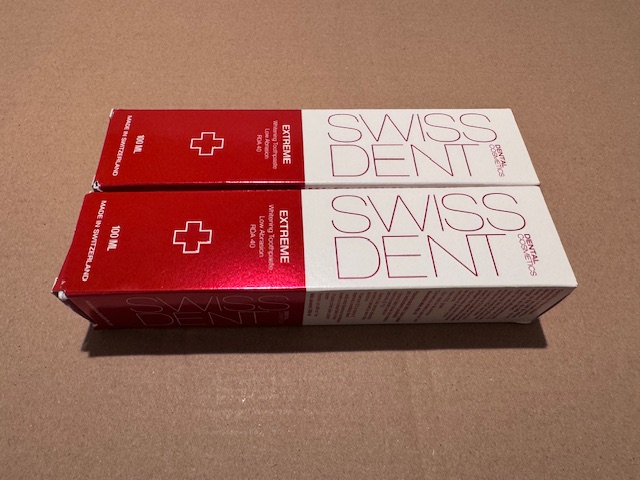 SWISS
DENT
DENTAL
COSMETICS
EXTREME
Whitening Toothpaste
Low Abrasion
RDA 40
100 ML
MADE IN SWITZERLAND
SWISS
DENT
DENTAL
COSMETICS
EXTREME
Whitening Toothpaste
Low Abrasion
RDA 40
100 ML
MADE IN SWITZERLAND
SWISS
DENT